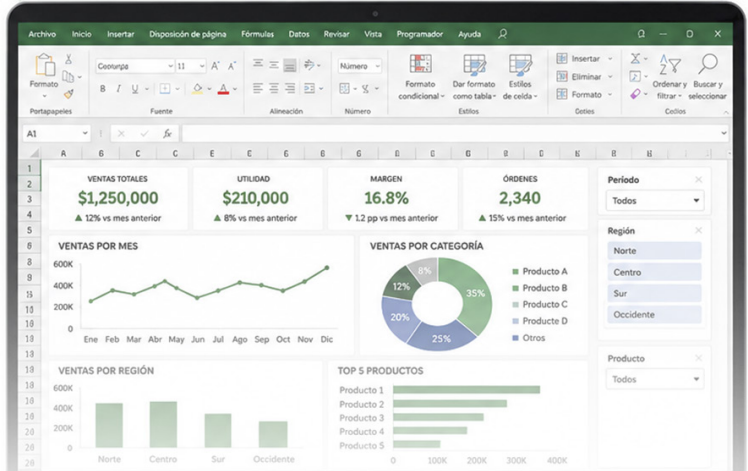 Archivo Inicio Insertar Disposición de página Fórmulas Datos Revisar Vista Programador Ayuda
11 A A Número Insertar
Formato Formato Dar formato Estilos Eliminar Ordenar y Buscar y
B I U A condicional como tabla de celda Formato filtrar seleccionar
Portapapeles Fuente Alineación Número Estilos
A1 fx
VENTAS TOTALES UTILIDAD MARGEN ÓRDENES Período
$1,250,000 $210,000 16.8% 2,340 Todos
▲ 12% vs mes anterior ▲ 8% vs mes anterior ▼ 1.2 pp vs mes anterior ▲ 15% vs mes anterior
Región
Norte
Centro
Sur
Occidente
VENTAS POR MES
600K
400K
200K
0
Ene Feb Mar Abr May Jun Jul Ago Sep Oct Nov Dic
VENTAS POR CATEGORÍA
8%
12% 35%
20%
25%
Producto A
Producto B
Producto C
Producto D
Otros
Producto
Todos
VENTAS POR REGIÓN
600K
400K
200K
0
Norte Centro Sur Occidente
TOP 5 PRODUCTOS
Producto 1
Producto 2
Producto 3
Producto 4
Producto 5
0 100K 200K 300K 400K